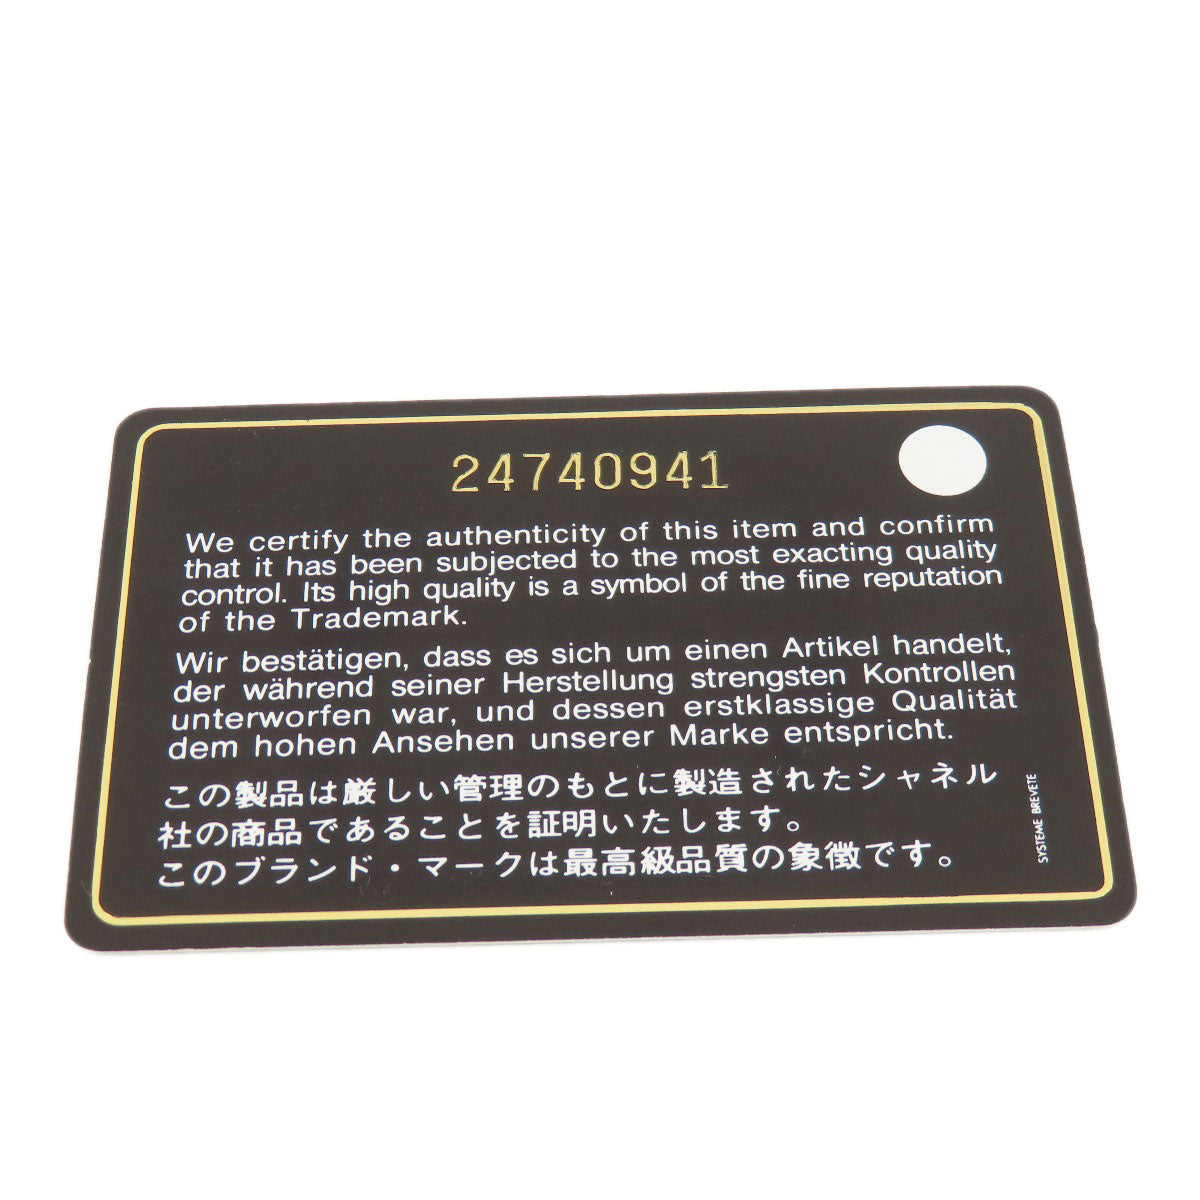 24740941
We certify the authenticity of this item and confirm
that it has been subjected to the most exacting quality
control. Its high quality is a symbol of the fine reputation
of the Trademark.
Wir bestätigen, dass es sich um einen Artikel handelt,
der während seiner Herstellung strengsten Kontrollen
unterworfen war, und dessen erstklassige Qualität
dem hohen Ansehen unserer Marke entspricht.
この製品は厳しい管理のもとに製造されたシャネル
社の商品であることを証明いたします。
このブランド・マークは最高級品質の象徴です。
SYSTEME BREVETE